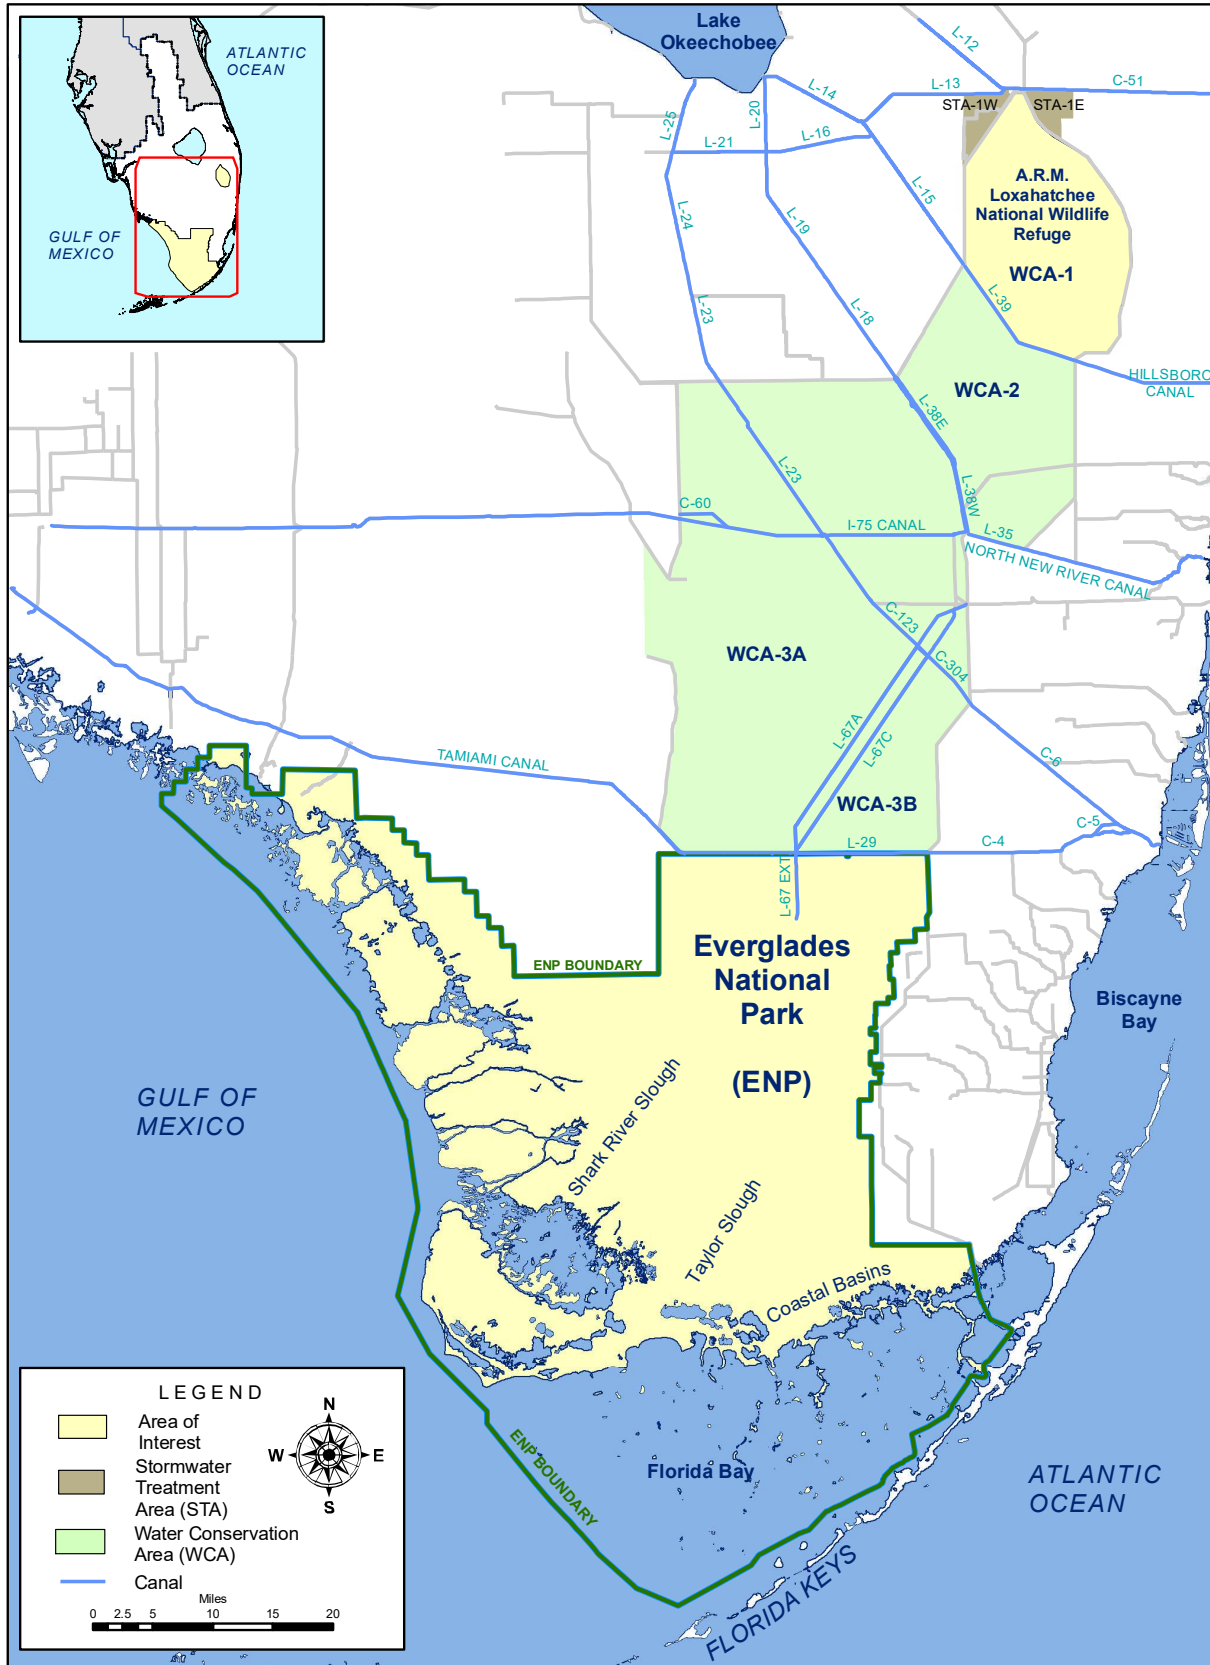 ATLANTIC
OCEAN
GULF OF
MEXICO
Lake
Okeechobee
L-12
L-13
C-51
STA-1W
STA-1E
L-14
L-20
L-25
L-21
L-16
L-15
A.R.M.
Loxahatchee
National Wildlife
Refuge
WCA-1
L-24
L-19
L-23
L-18
L-39
HILLSBORO
CANAL
WCA-2
L-38E
L-23
L-38W
C-60
I-75 CANAL
L-35
NORTH NEW RIVER CANAL
C-123
C-304
WCA-3A
L-67A
L-67C
TAMIAMI CANAL
C-6
WCA-3B
C-5
L-29
C-4
L-67 EXT
ENP BOUNDARY
Everglades
National
Park
(ENP)
Biscayne
Bay
GULF OF
MEXICO
Shark River Slough
Taylor Slough
Coastal Basins
ENP BOUNDARY
Florida Bay
ATLANTIC
OCEAN
FLORIDA KEYS
LEGEND
Area of
Interest
Stormwater
Treatment
Area (STA)
Water Conservation
Area (WCA)
Canal
N
W
E
S
Miles
0 2.5 5 10 15 20